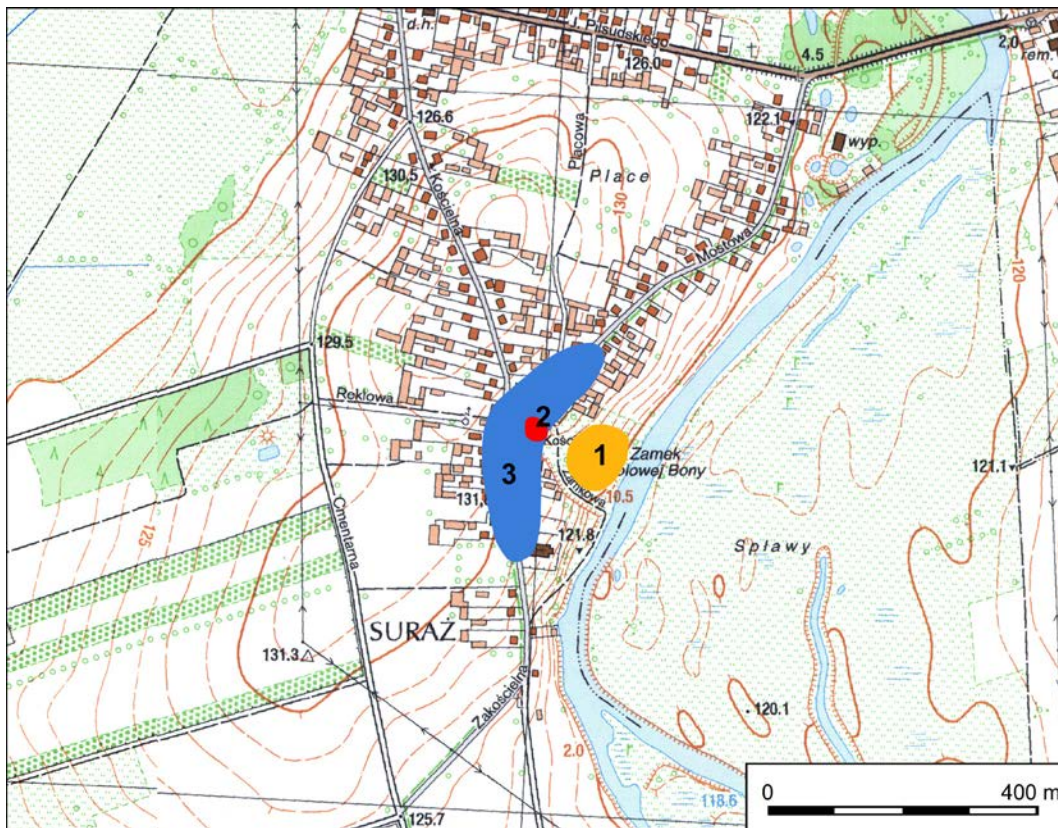 d.h.
Piłsudskiego
126.0
4.5
2,0
rem.
126.6
122.1
wyp.
Placowa
130,5
Kościelna
Place
130
Mostowa
120
129.5
Reklowa
2
1
Zamek
olowej Bony
3
Zamkowa
10.5
121.1
131,
125
Cmentarna
121.8
Spławy
SURAŻ
131.3
Zakościelna
120.1
2.0
118.6
125.7
0
400 m